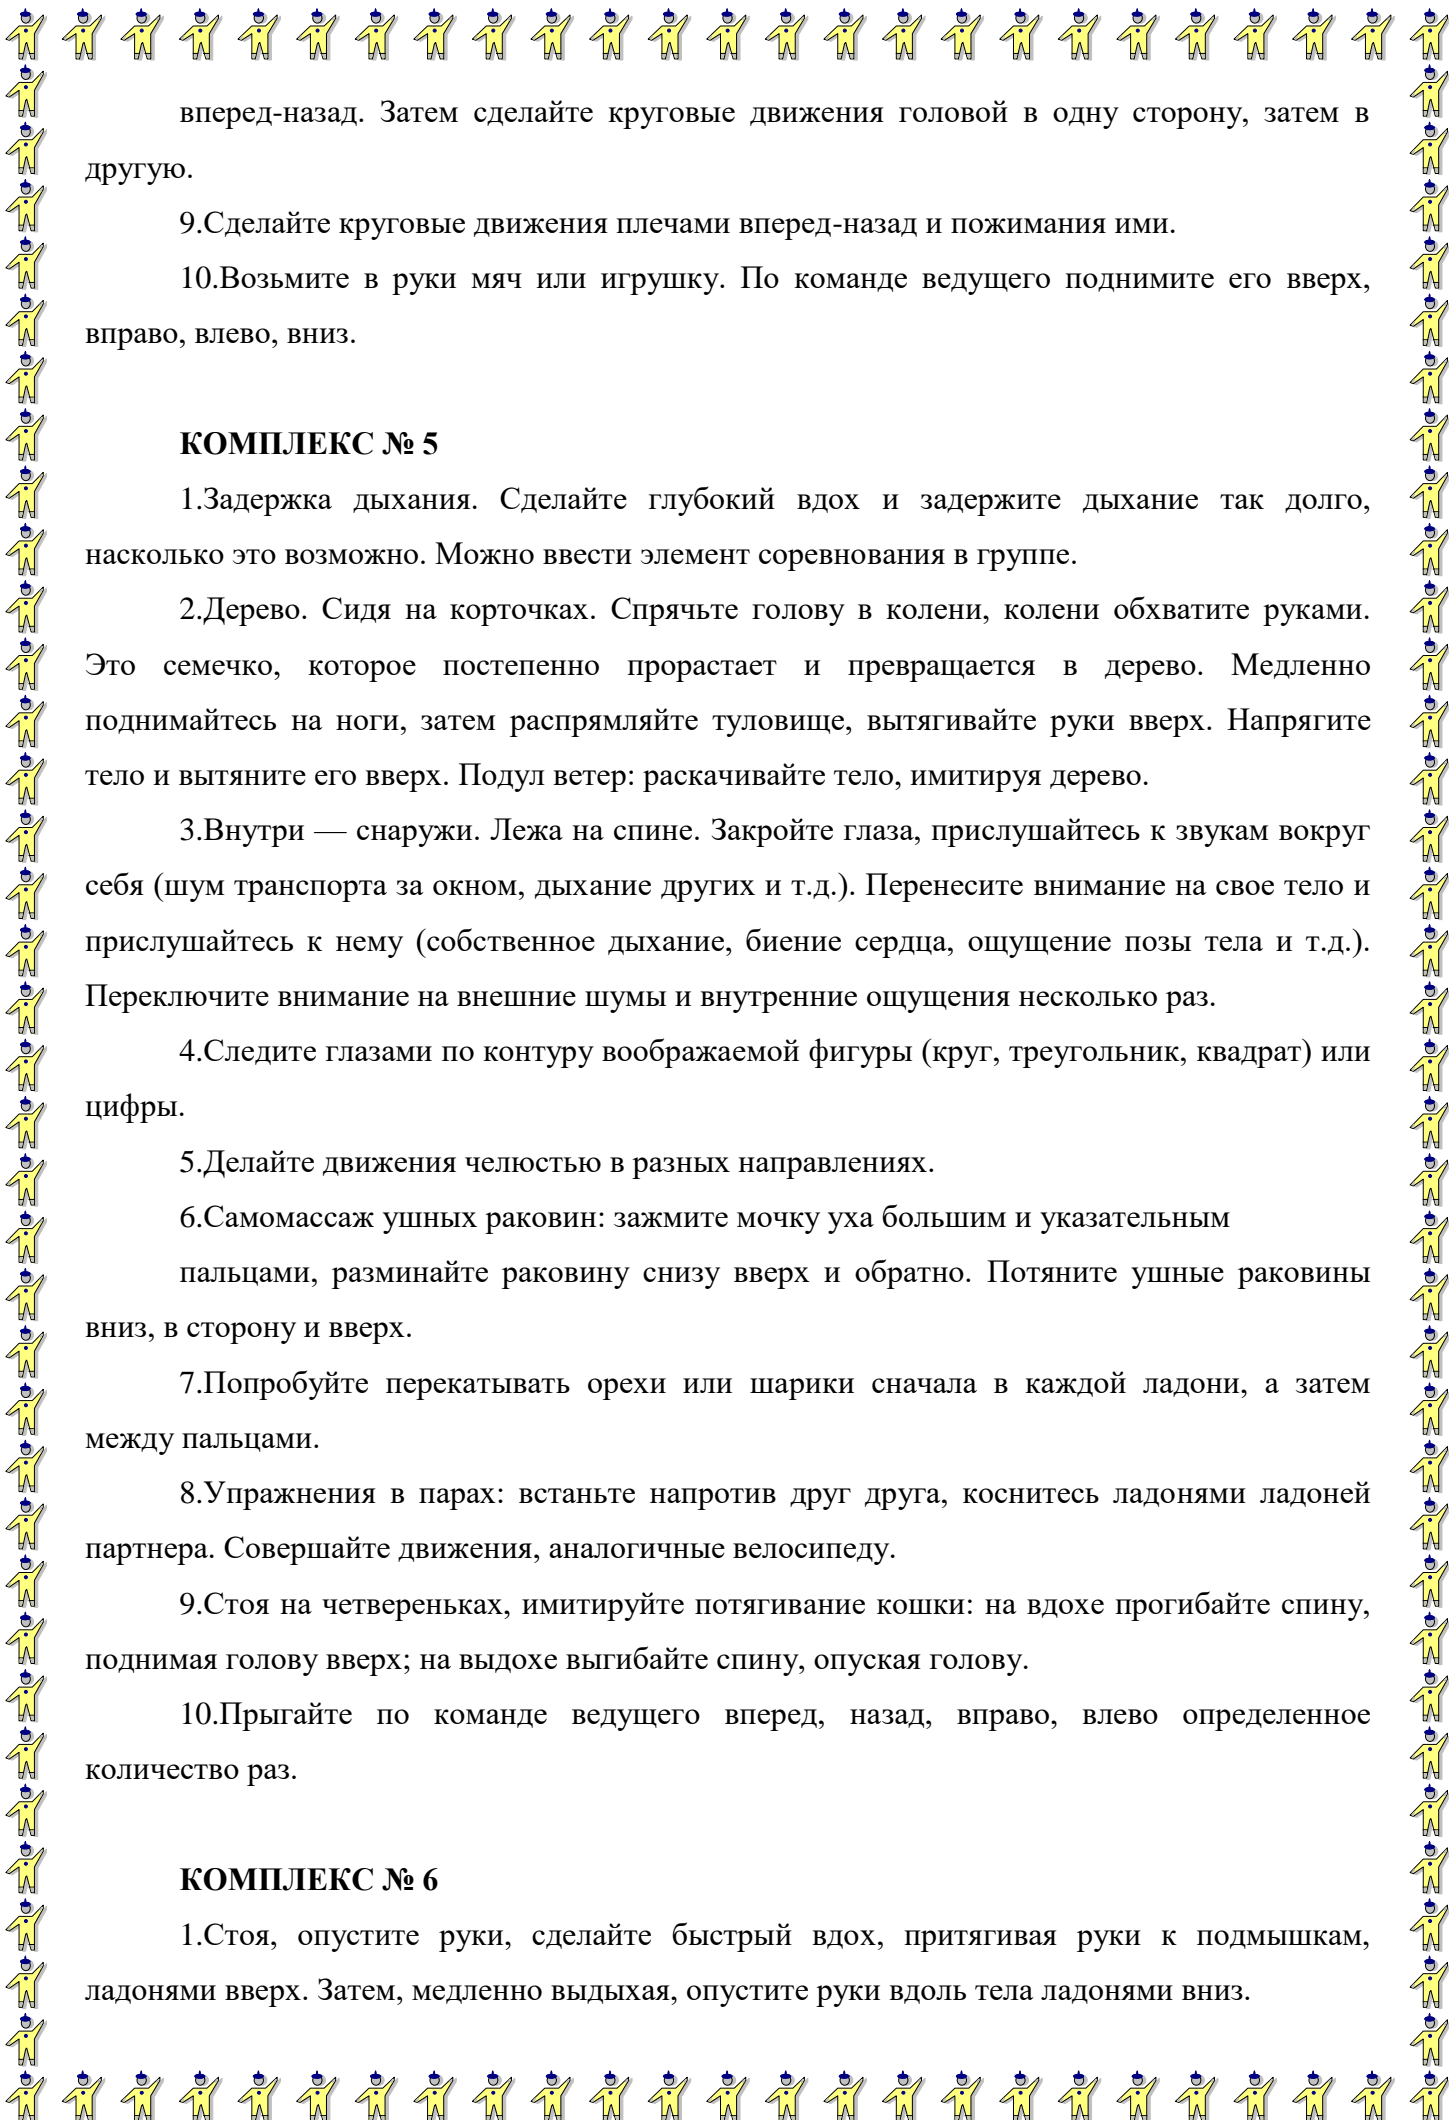 вперед-назад. Затем сделайте круговые движения головой в одну сторону, затем в
другую.
9.Сделайте круговые движения плечами вперед-назад и пожимания ими.
10.Возьмите в руки мяч или игрушку. По команде ведущего поднимите его вверх,
вправо, влево, вниз.
КОМПЛЕКС № 5
1.Задержка дыхания. Сделайте глубокий вдох и задержите дыхание так долго,
насколько это возможно. Можно ввести элемент соревнования в группе.
2.Дерево. Сидя на корточках. Спрячьте голову в колени, колени обхватите руками.
Это семечко, которое постепенно прорастает и превращается в дерево. Медленно
поднимайтесь на ноги, затем распрямляйте туловище, вытягивайте руки вверх. Напрягите
тело и вытяните его вверх. Подул ветер: раскачивайте тело, имитируя дерево.
3.Внутри — снаружи. Лежа на спине. Закройте глаза, прислушайтесь к звукам вокруг
себя (шум транспорта за окном, дыхание других и т.д.). Перенесите внимание на свое тело и
прислушайтесь к нему (собственное дыхание, биение сердца, ощущение позы тела и т.д.).
Переключите внимание на внешние шумы и внутренние ощущения несколько раз.
4.Следите глазами по контуру воображаемой фигуры (круг, треугольник, квадрат) или
цифры.
5.Делайте движения челюстью в разных направлениях.
6.Самомассаж ушных раковин: зажмите мочку уха большим и указательным
пальцами, разминайте раковину снизу вверх и обратно. Потяните ушные раковины
вниз, в сторону и вверх.
7.Попробуйте перекатывать орехи или шарики сначала в каждой ладони, а затем
между пальцами.
8.Упражнения в парах: встаньте напротив друг друга, коснитесь ладонями ладоней
партнера. Совершайте движения, аналогичные велосипеду.
9.Стоя на четвереньках, имитируйте потягивание кошки: на вдохе прогибайте спину,
поднимая голову вверх; на выдохе выгибайте спину, опуская голову.
10.Прыгайте по команде ведущего вперед, назад, вправо, влево определенное
количество раз.
КОМПЛЕКС № 6
1.Стоя, опустите руки, сделайте быстрый вдох, притягивая руки к подмышкам,
ладонями вверх. Затем, медленно выдыхая, опустите руки вдоль тела ладонями вниз.